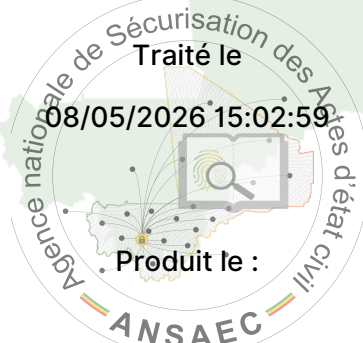 Agence nationale de Sécurisation des Actes d'état civil
Traité le
08/05/2026 15:02:59
Produit le :
ANSAEC